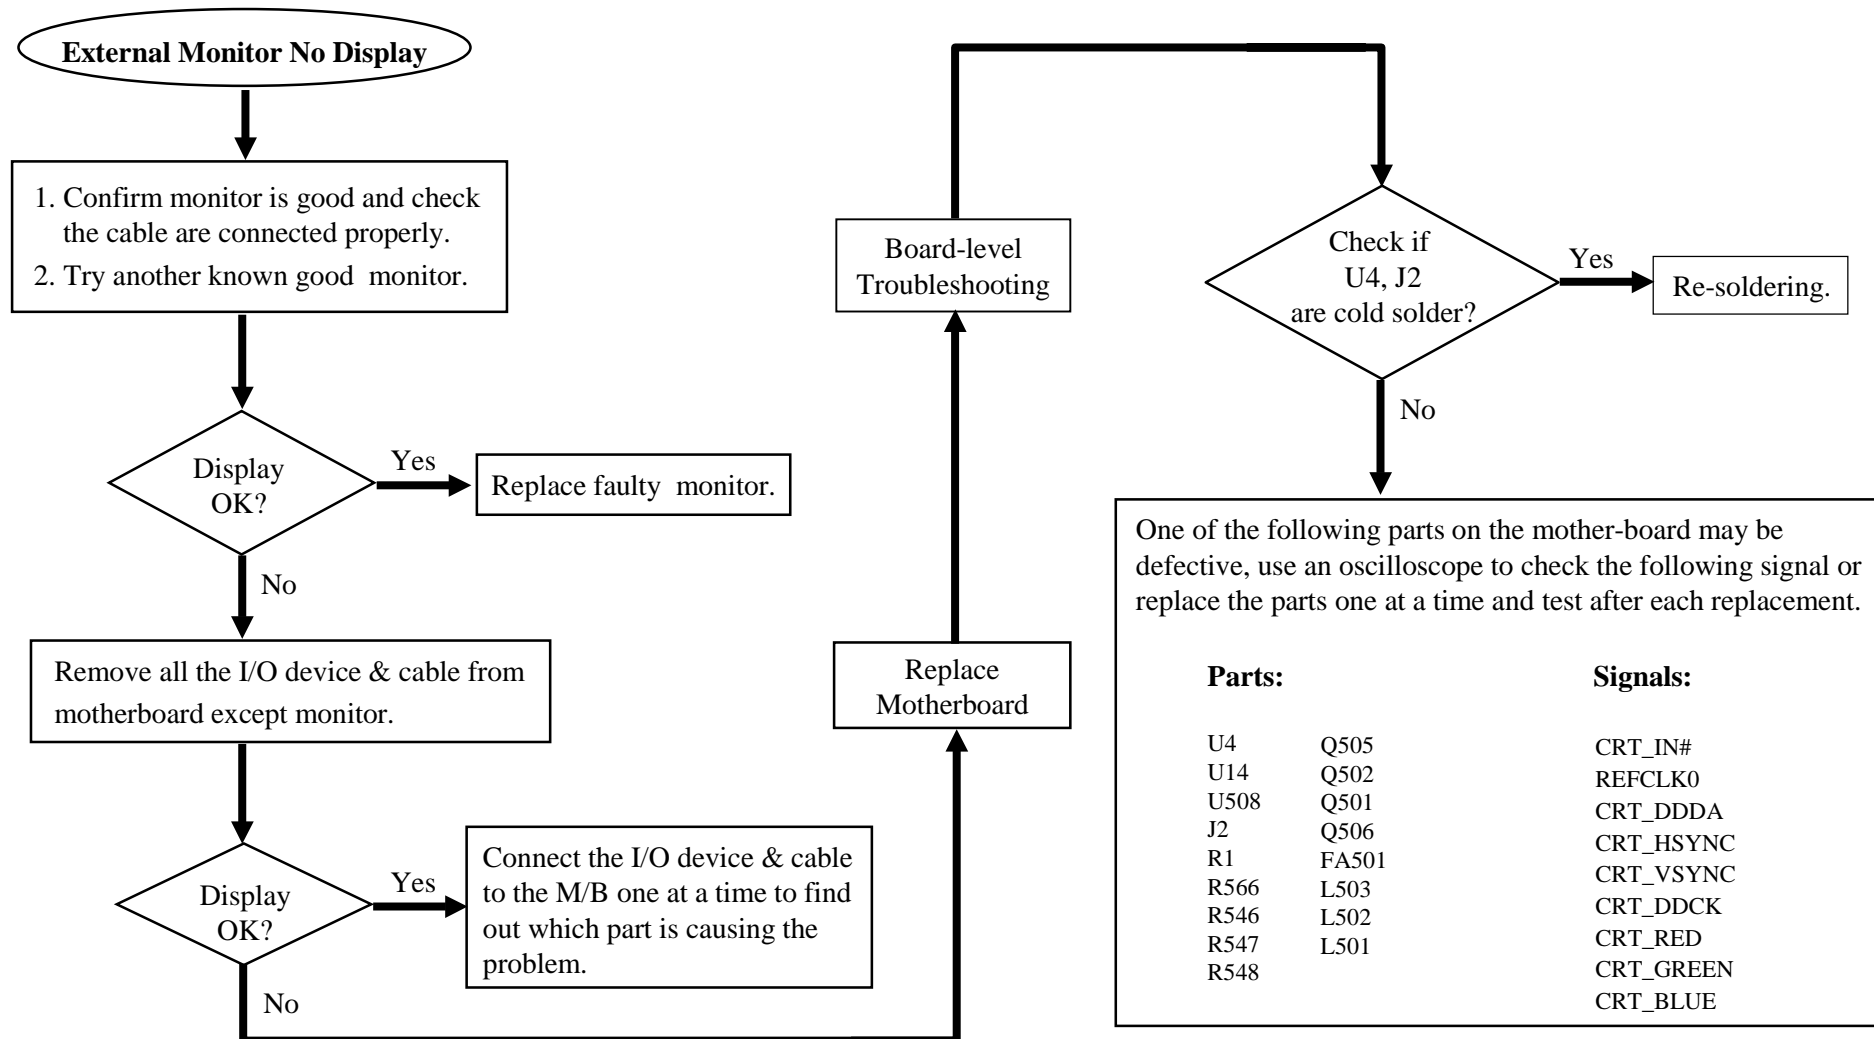 External Monitor No Display
1. Confirm monitor is good and check
the cable are connected properly.
2. Try another known good monitor.
Display
OK?
Yes
Replace faulty monitor.
No
Remove all the I/O device & cable from
motherboard except monitor.
Display
OK?
Yes
Connect the I/O device & cable
to the M/B one at a time to find
out which part is causing the
problem.
No
Replace
Motherboard
Board-level
Troubleshooting
Check if
U4, J2
are cold solder?
Yes
Re-soldering.
No
One of the following parts on the mother-board may be
defective, use an oscilloscope to check the following signal or
replace the parts one at a time and test after each replacement.
Parts:
U4
U14
U508
J2
R1
R566
R546
R547
R548
Q505
Q502
Q501
Q506
FA501
L503
L502
L501
Signals:
CRT_IN#
REFCLK0
CRT_DDDA
CRT_HSYNC
CRT_VSYNC
CRT_DDCK
CRT_RED
CRT_GREEN
CRT_BLUE